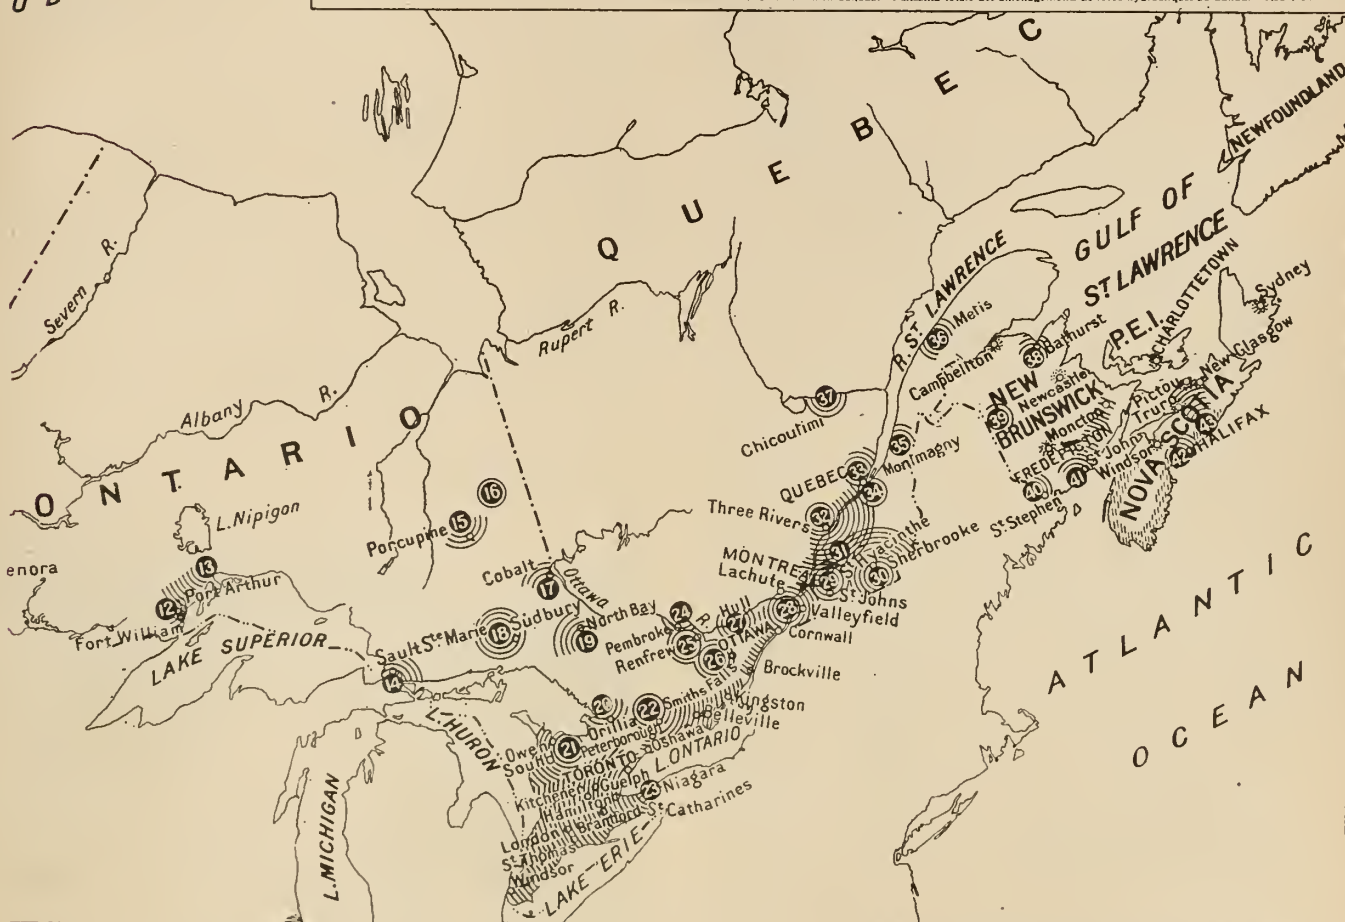 QUEBEC
NEWFOUNDLAND
GULF OF
ST. LAWRENCE
R. ST. LAWRENCE
CHARLOTTETOWN
P.E.I.
Sydney
New Glasgow
Severn R.
Rupert R.
Albany R.
ONTARIO
36
Metis
Campbellton
38
Bathurst
NEW
BRUNSWICK
Newcastle
39
Moncton
FREDERICTON
Pictou
Truro
NOVA SCOTIA
43
42
HALIFAX
Windsor
St. John
41
40
St. Stephen
37
Chicoutimi
35
Montmagny
QUEBEC
33
34
Three Rivers
32
31
St. Hyacinthe
Sherbrooke
30
MONTREAL
29
Lachute
St. Johns
28
Valleyfield
Cornwall
16
Porcupine
15
L. Nipigon
enora
13
Port Arthur
12
Fort William
LAKE SUPERIOR
Sault Ste Marie
14
Cobalt
17
Ottawa R.
Sudbury
18
North Bay
19
24
Pembroke
25
Renfrew
Hull
27
OTTAWA
26
Smiths Falls
Brockville
Kingston
Belleville
20
Orillia
22
Peterborough
Oshawa
L. ONTARIO
L. HURON
Owen
Sound
21
TORONTO
Guelph
Kitchener
Hamilton
23
Niagara
St. Catharines
Brantford
London
St. Thomas
Windsor
LAKE ERIE
L. MICHIGAN
ATLANTIC
OCEAN